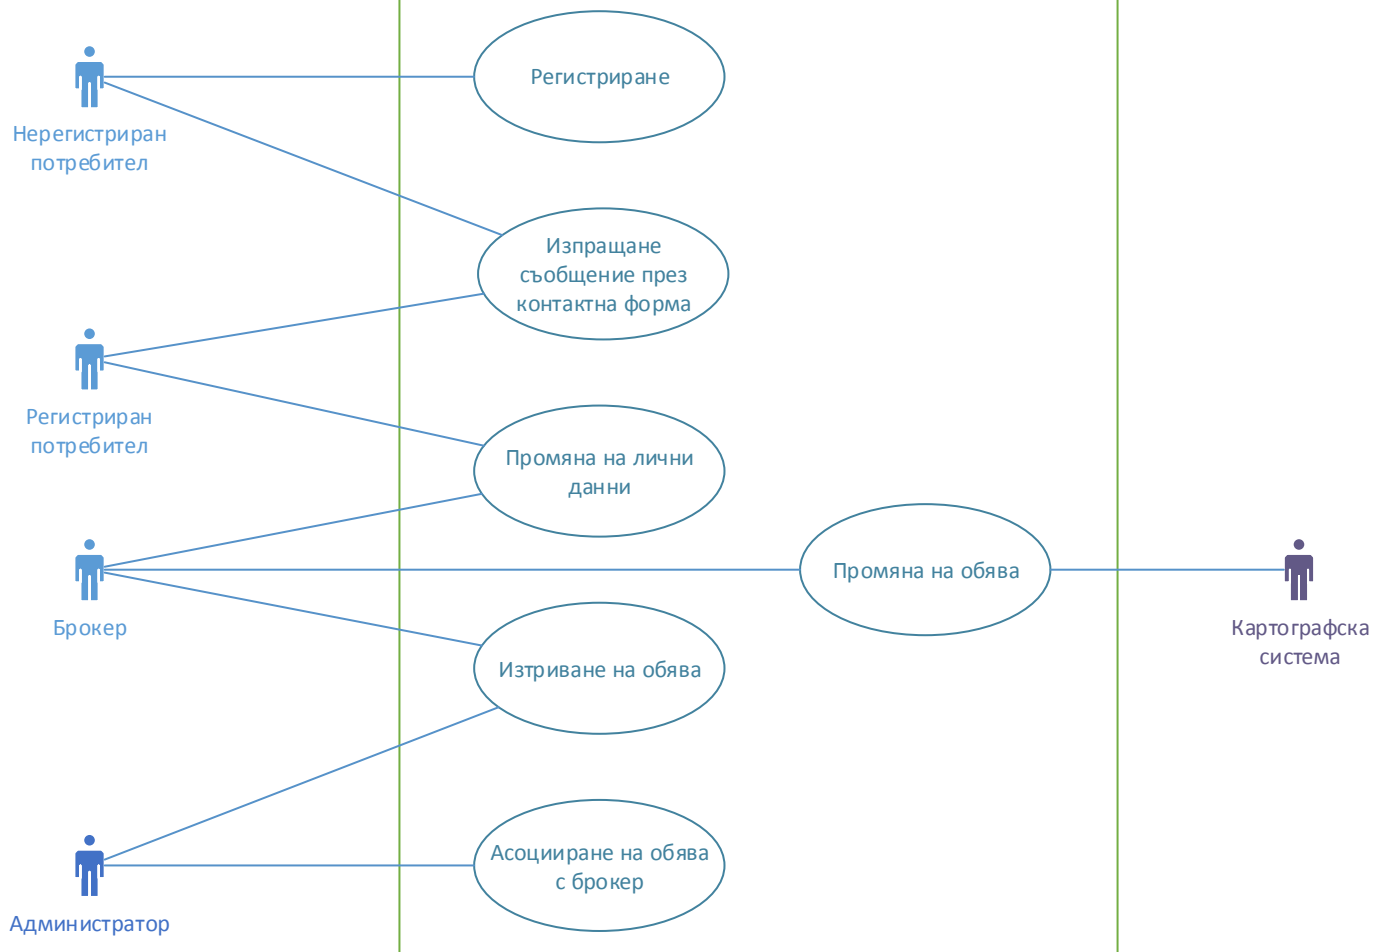 Регистриране
Нерегистриран
потребител
Изпращане
съобщение през
контактна форма
Регистриран
потребител
Промяна на лични
данни
Промяна на обява
Брокер
Картографска
система
Изтриване на обява
Асоцииране на обява
с брокер
Администратор